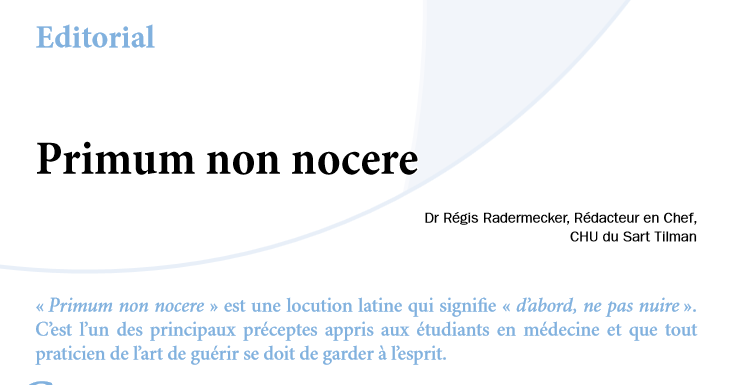 Editorial
Primum non nocere
Dr Régis Radermecker, Rédacteur en Chef,
CHU du Sart Tilman
« Primum non nocere » est une locution latine qui signifie « d’abord, ne pas nuire ».
C’est l’un des principaux préceptes appris aux étudiants en médecine et que tout
praticien de l’art de guérir se doit de garder à l’esprit.